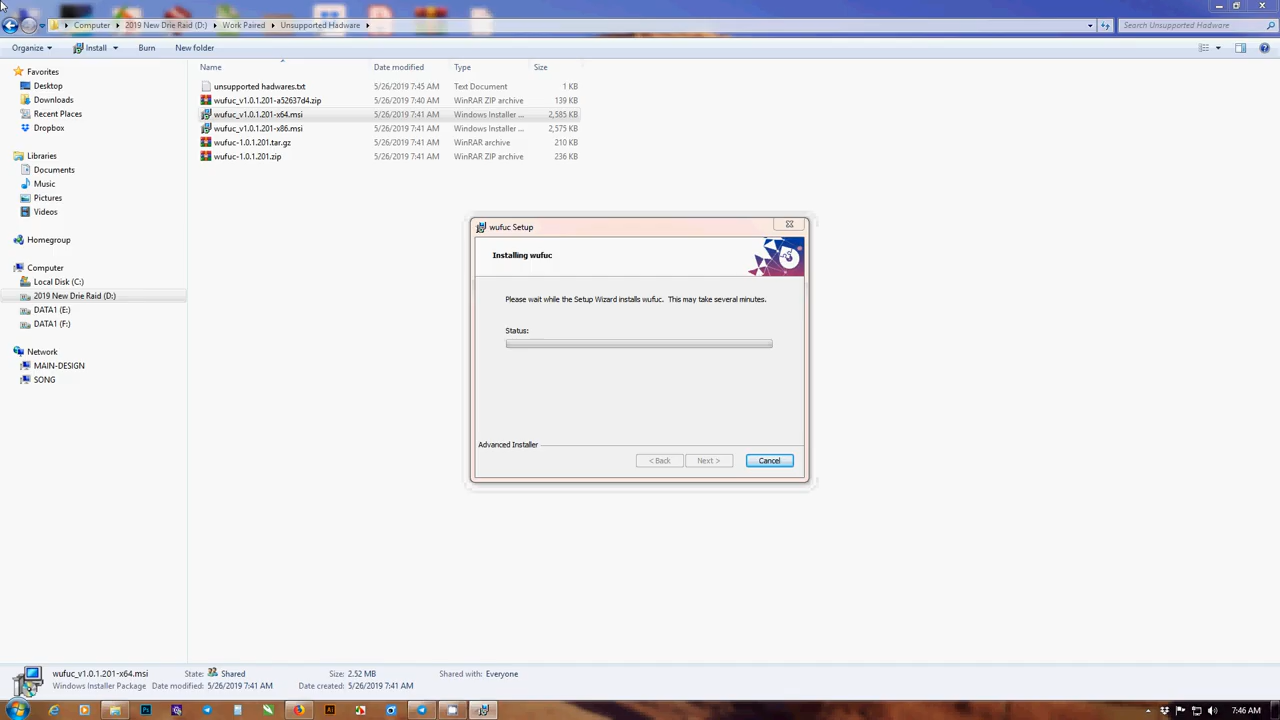 Computer ▸ 2019 New Drie Raid (D:) ▸ Work Paired ▸ Unsupported Hadware ▸
Search Unsupported Hadware
Organize ▾ Install ▾ Burn New folder
Name Date modified Type Size
unsupported hadwares.txt 5/26/2019 7:45 AM Text Document 1 KB
wufuc_v1.0.1.201-a52637d4.zip 5/26/2019 7:40 AM WinRAR ZIP archive 139 KB
wufuc_v1.0.1.201-x64.msi 5/26/2019 7:41 AM Windows Installer ... 2,585 KB
wufuc_v1.0.1.201-x86.msi 5/26/2019 7:41 AM Windows Installer ... 2,575 KB
wufuc-1.0.1.201.tar.gz 5/26/2019 7:41 AM WinRAR archive 210 KB
wufuc-1.0.1.201.zip 5/26/2019 7:41 AM WinRAR ZIP archive 236 KB
Favorites
Desktop
Downloads
Recent Places
Dropbox
Libraries
Documents
Music
Pictures
Videos
Homegroup
Computer
Local Disk (C:)
2019 New Drie Raid (D:)
DATA1 (E:)
DATA1 (F:)
Network
MAIN-DESIGN
SONG
wufuc Setup
Installing wufuc
Please wait while the Setup Wizard installs wufuc. This may take several minutes.
Status:
Advanced Installer
< Back Next > Cancel
wufuc_v1.0.1.201-x64.msi State: Shared Size: 2.52 MB Shared with: Everyone
Windows Installer Package Date modified: 5/26/2019 7:41 AM Date created: 5/26/2019 7:41 AM
7:46 AM